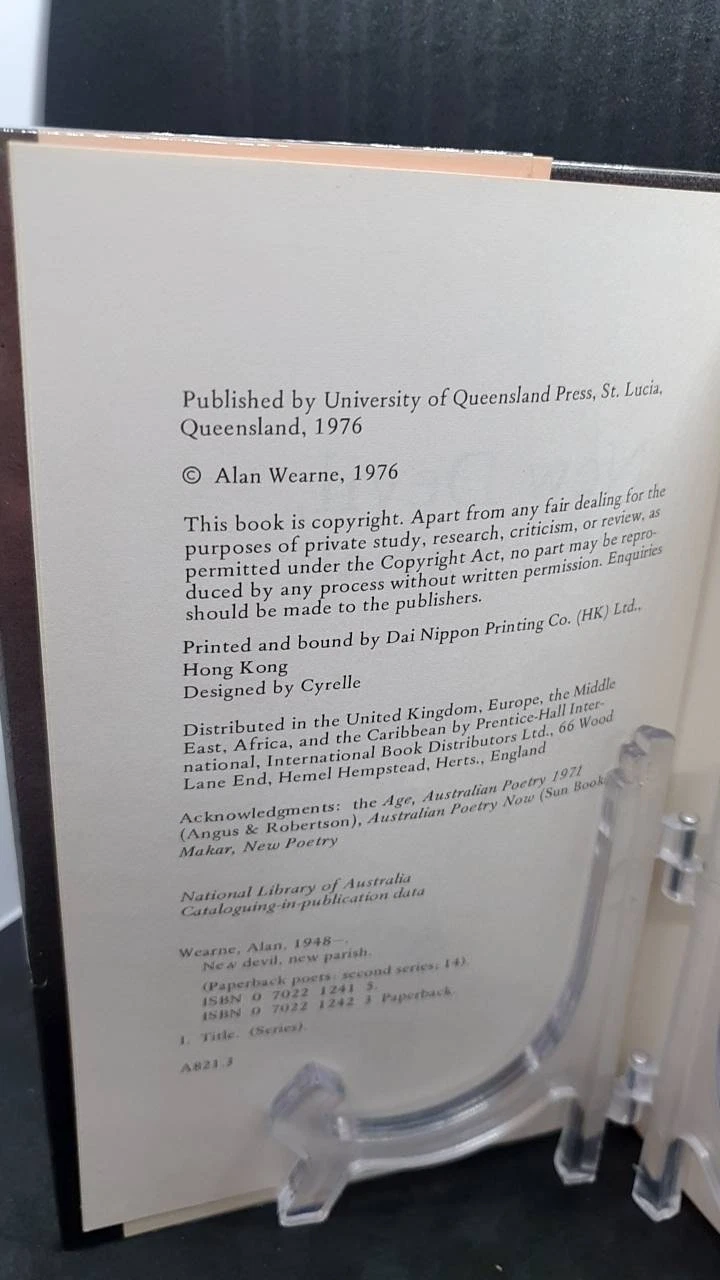 Published by University of Queensland Press, St. Lucia,
Queensland, 1976
© Alan Wearne, 1976
This book is copyright. Apart from any fair dealing for the
purposes of private study, research, criticism, or review, as
permitted under the Copyright Act, no part may be repro-
duced by any process without written permission. Enquiries
should be made to the publishers.
Printed and bound by Dai Nippon Printing Co. (HK) Ltd.,
Hong Kong
Designed by Cyrelle
Distributed in the United Kingdom, Europe, the Middle
East, Africa, and the Caribbean by Prentice-Hall Inter-
national, International Book Distributors Ltd., 66 Wood
Lane End, Hemel Hempstead, Herts., England
Acknowledgments: the Age, Australian Poetry 1971
(Angus & Robertson), Australian Poetry Now (Sun Book
Makar, New Poetry
National Library of Australia
Cataloguing-in-publication data
Wearne, Alan, 1948—.
New devil, new parish.
(Paperback poets: second series; 14).
ISBN 0 7022 1241 5.
ISBN 0 7022 1242 3 Paperback.
1. Title. (Series).
A821.3